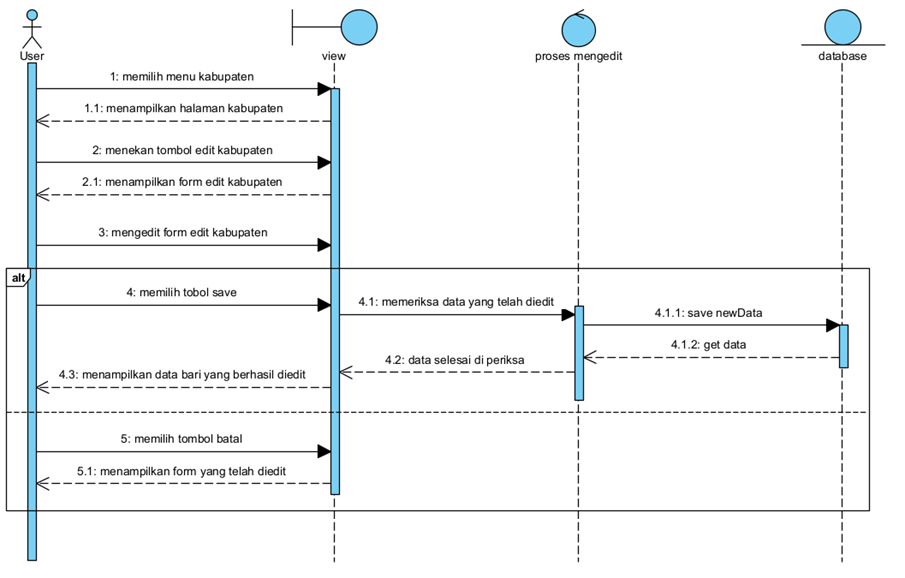 User
view
proses mengedit
database
1: memilih menu kabupaten
1.1: menampilkan halaman kabupaten
2: menekan tombol edit kabupaten
2.1: menampilkan form edit kabupaten
3: mengedit form edit kabupaten
alt
4: memilih tobol save
4.1: memeriksa data yang telah diedit
4.1.1: save newData
4.1.2: get data
4.2: data selesai di periksa
4.3: menampilkan data bari yang berhasil diedit
5: memilih tombol batal
5.1: menampilkan form yang telah diedit